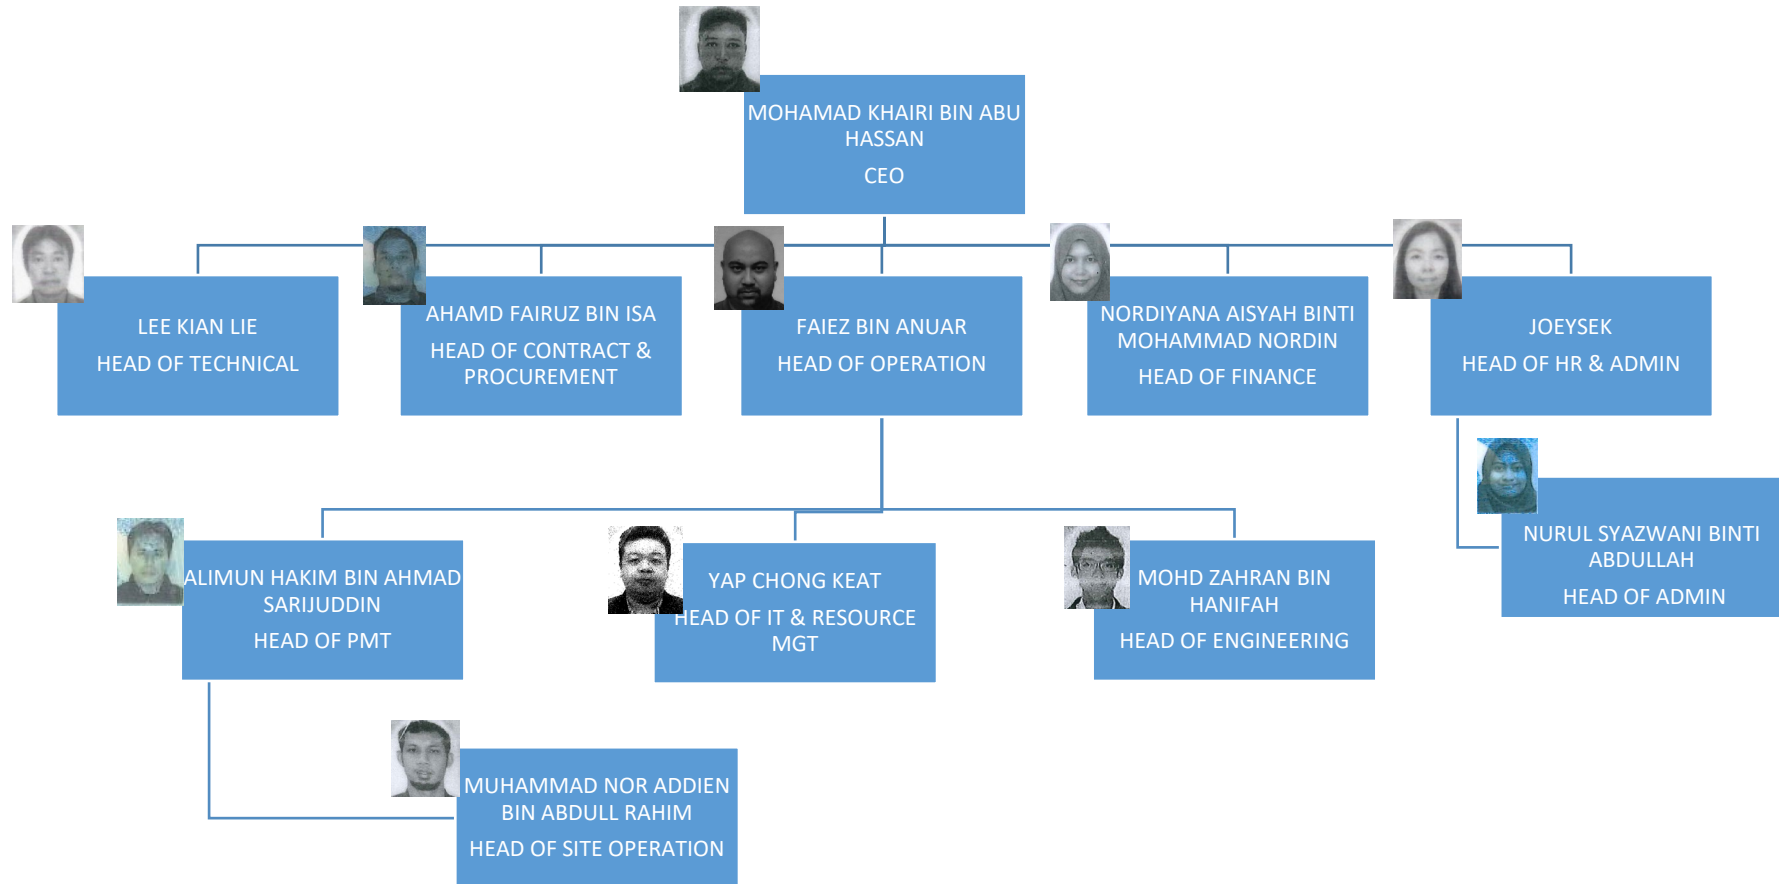 MOHAMAD KHAIRI BIN ABU
HASSAN
CEO
LEE KIAN LIE
HEAD OF TECHNICAL
AHAMD FAIRUZ BIN ISA
HEAD OF CONTRACT &
PROCUREMENT
FAIEZ BIN ANUAR
HEAD OF OPERATION
NORDIYANA AISYAH BINTI
MOHAMMAD NORDIN
HEAD OF FINANCE
JOEYSEK
HEAD OF HR & ADMIN
NURUL SYAZWANI BINTI
ABDULLAH
HEAD OF ADMIN
ALIMUN HAKIM BIN AHMAD
SARIJUDDIN
HEAD OF PMT
YAP CHONG KEAT
HEAD OF IT & RESOURCE
MGT
MOHD ZAHRAN BIN
HANIFAH
HEAD OF ENGINEERING
MUHAMMAD NOR ADDIEN
BIN ABDULL RAHIM
HEAD OF SITE OPERATION